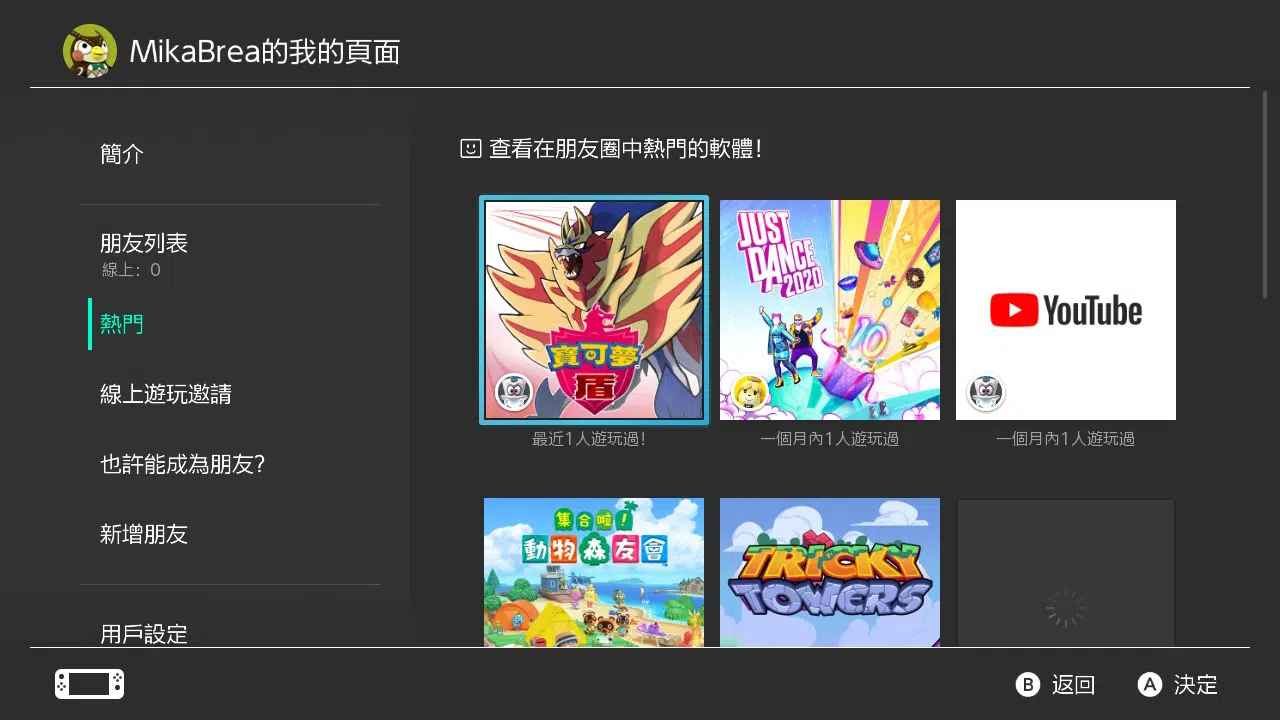 MikaBrea的我的頁面
簡介
朋友列表
線上：0
熱門
線上遊玩邀請
也許能成為朋友？
新增朋友
用戶設定
查看在朋友圈中熱門的軟體！
寶可夢
盾
最近1人遊玩過！
JUST
DANCE
2020
10
一個月內1人遊玩過
YouTube
一個月內1人遊玩過
集合啦！
動物森友會
TRICKY
TOWERS
B 返回
A 決定